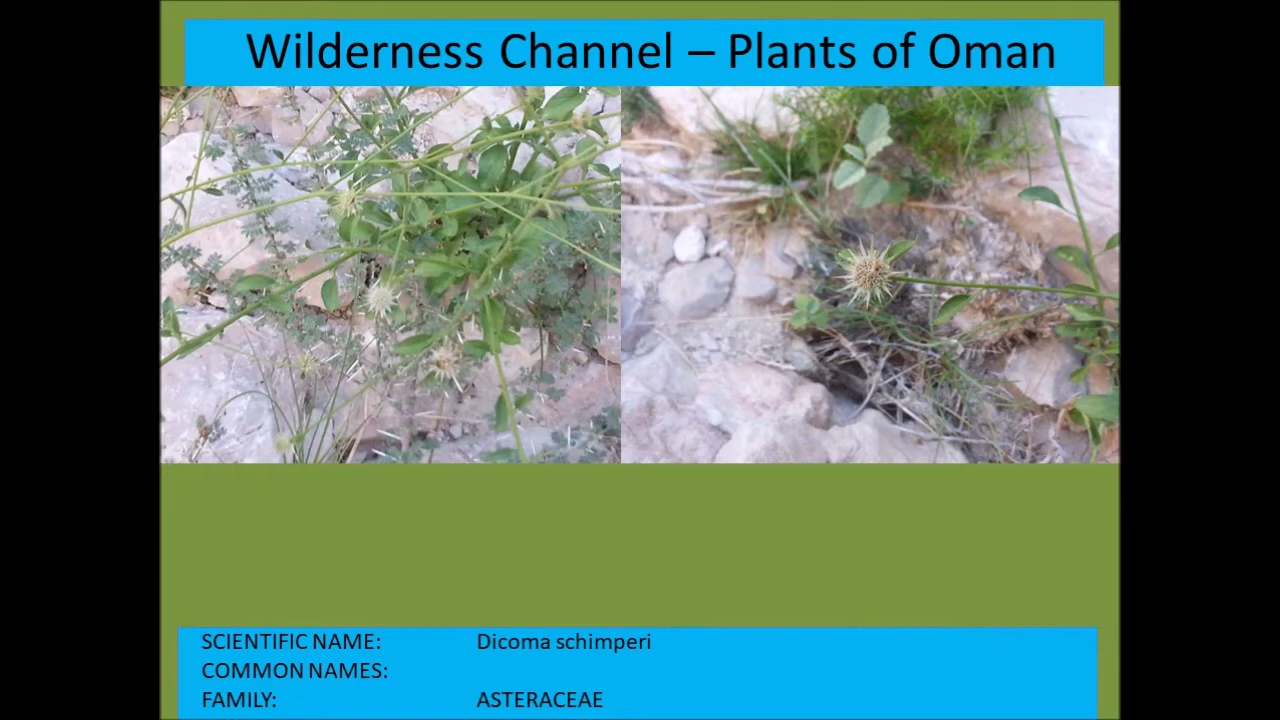 Wilderness Channel – Plants of Oman
SCIENTIFIC NAME: Dicoma schimperi
COMMON NAMES:
FAMILY: ASTERACEAE